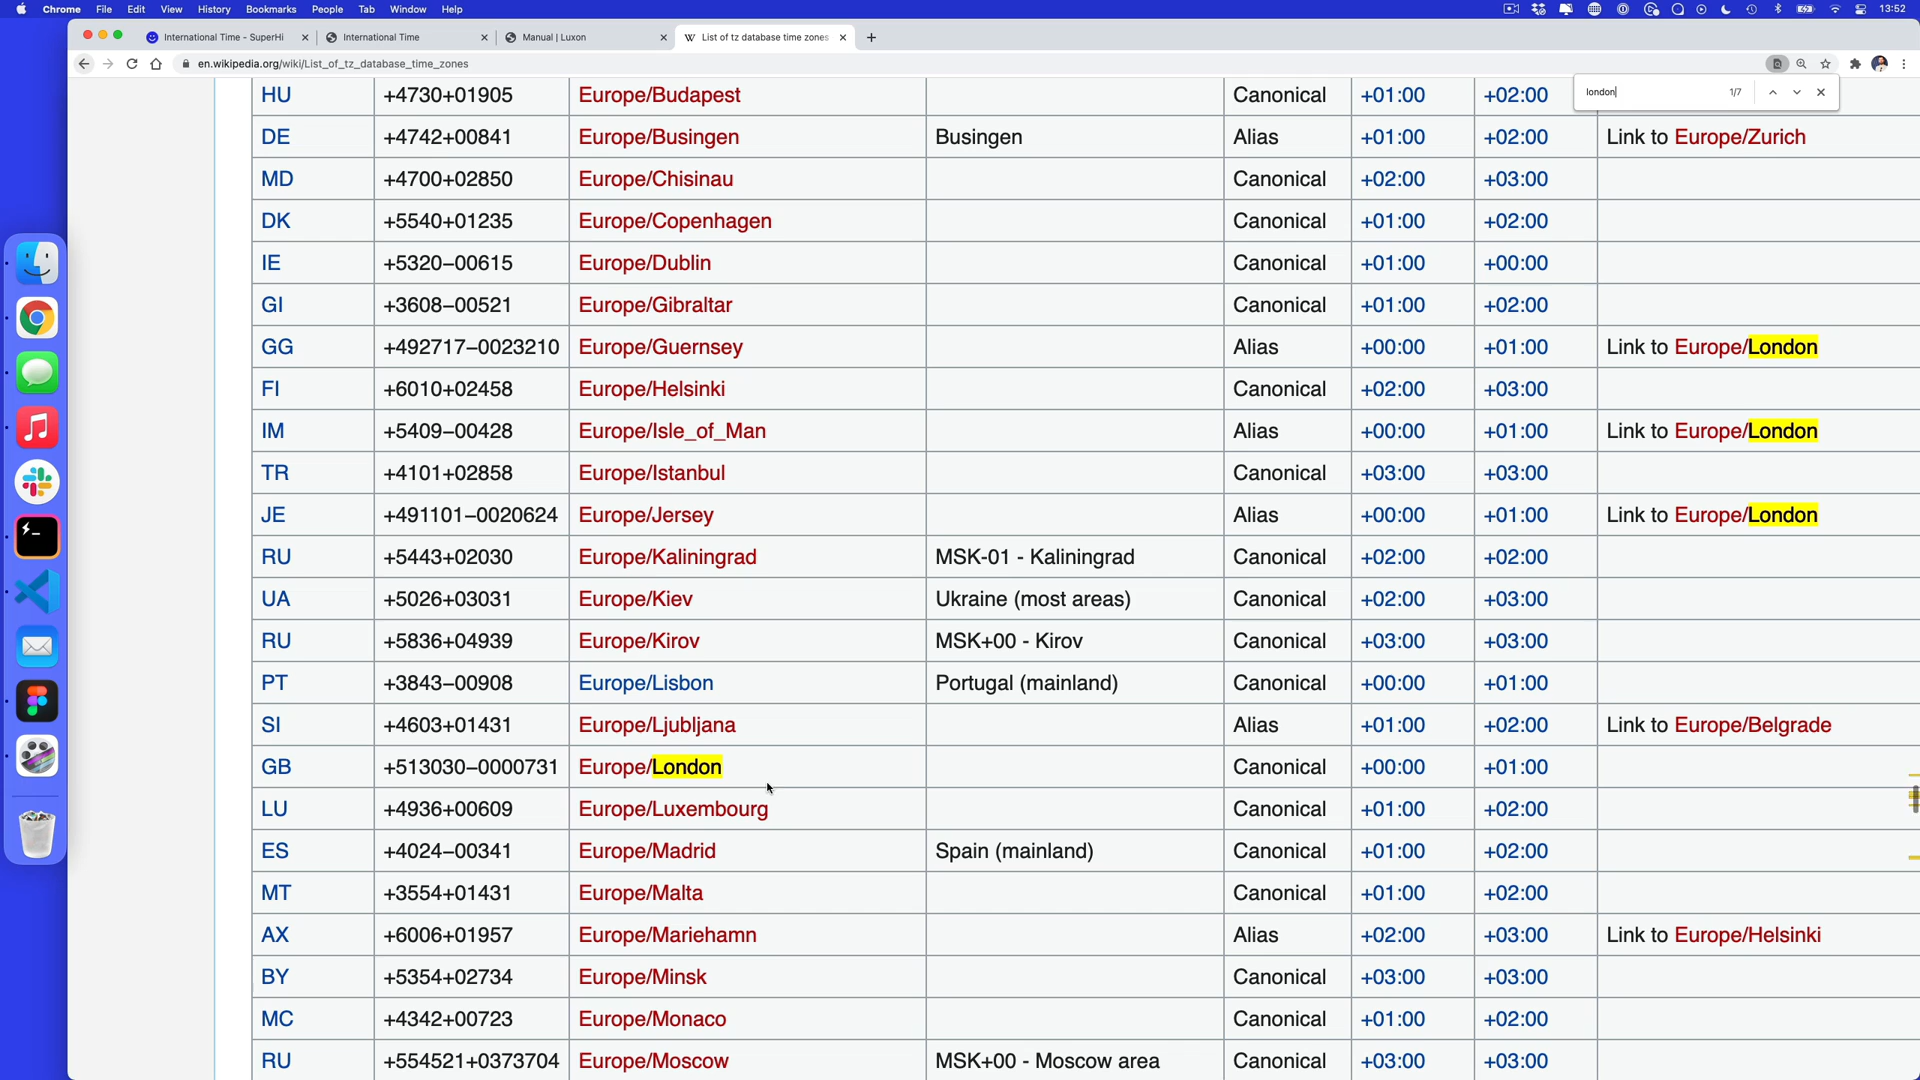 Chrome File Edit View History Bookmarks People Tab Window Help 13:52
International Time - SuperHi International Time Manual | Luxon List of tz database time zones
en.wikipedia.org/wiki/List_of_tz_database_time_zones
london 1/7
HU +4730+01905 Europe/Budapest Canonical +01:00 +02:00
DE +4742+00841 Europe/Busingen Busingen Alias +01:00 +02:00 Link to Europe/Zurich
MD +4700+02850 Europe/Chisinau Canonical +02:00 +03:00
DK +5540+01235 Europe/Copenhagen Canonical +01:00 +02:00
IE +5320−00615 Europe/Dublin Canonical +01:00 +00:00
GI +3608−00521 Europe/Gibraltar Canonical +01:00 +02:00
GG +492717−0023210 Europe/Guernsey Alias +00:00 +01:00 Link to Europe/London
FI +6010+02458 Europe/Helsinki Canonical +02:00 +03:00
IM +5409−00428 Europe/Isle_of_Man Alias +00:00 +01:00 Link to Europe/London
TR +4101+02858 Europe/Istanbul Canonical +03:00 +03:00
JE +491101−0020624 Europe/Jersey Alias +00:00 +01:00 Link to Europe/London
RU +5443+02030 Europe/Kaliningrad MSK-01 - Kaliningrad Canonical +02:00 +02:00
UA +5026+03031 Europe/Kiev Ukraine (most areas) Canonical +02:00 +03:00
RU +5836+04939 Europe/Kirov MSK+00 - Kirov Canonical +03:00 +03:00
PT +3843−00908 Europe/Lisbon Portugal (mainland) Canonical +00:00 +01:00
SI +4603+01431 Europe/Ljubljana Alias +01:00 +02:00 Link to Europe/Belgrade
GB +513030−0000731 Europe/London Canonical +00:00 +01:00
LU +4936+00609 Europe/Luxembourg Canonical +01:00 +02:00
ES +4024−00341 Europe/Madrid Spain (mainland) Canonical +01:00 +02:00
MT +3554+01431 Europe/Malta Canonical +01:00 +02:00
AX +6006+01957 Europe/Mariehamn Alias +02:00 +03:00 Link to Europe/Helsinki
BY +5354+02734 Europe/Minsk Canonical +03:00 +03:00
MC +4342+00723 Europe/Monaco Canonical +01:00 +02:00
RU +554521+0373704 Europe/Moscow MSK+00 - Moscow area Canonical +03:00 +03:00